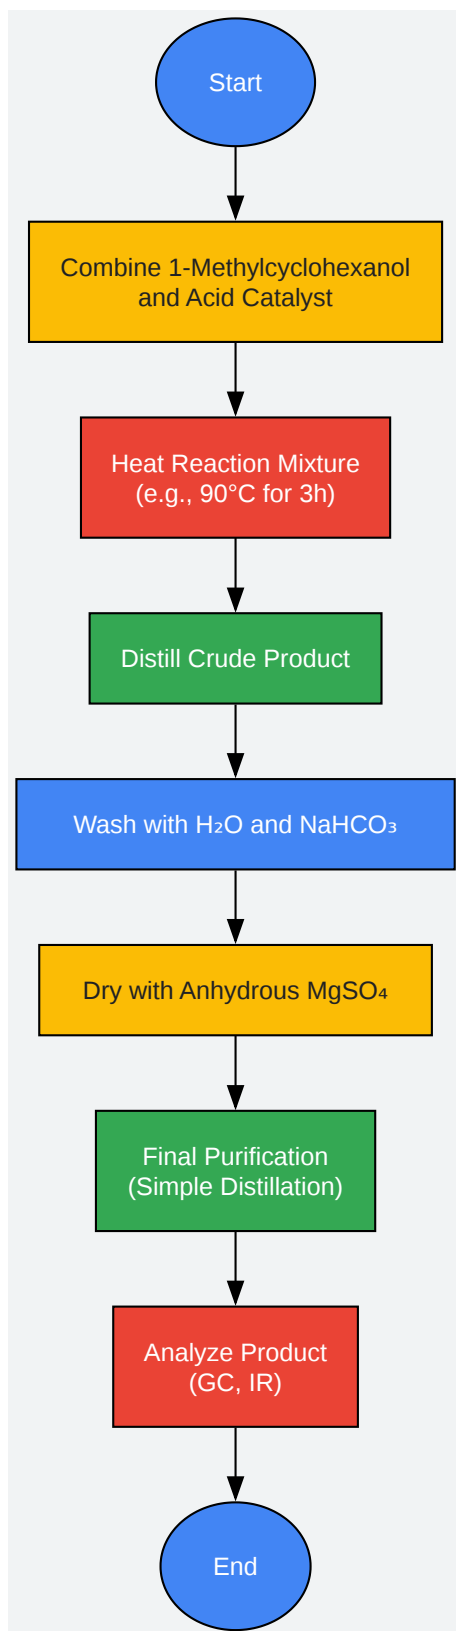 Start
Combine 1-Methylcyclohexanol
and Acid Catalyst
Heat Reaction Mixture
(e.g., 90°C for 3h)
Distill Crude Product
Wash with H₂O and NaHCO₃
Dry with Anhydrous MgSO₄
Final Purification
(Simple Distillation)
Analyze Product
(GC, IR)
End